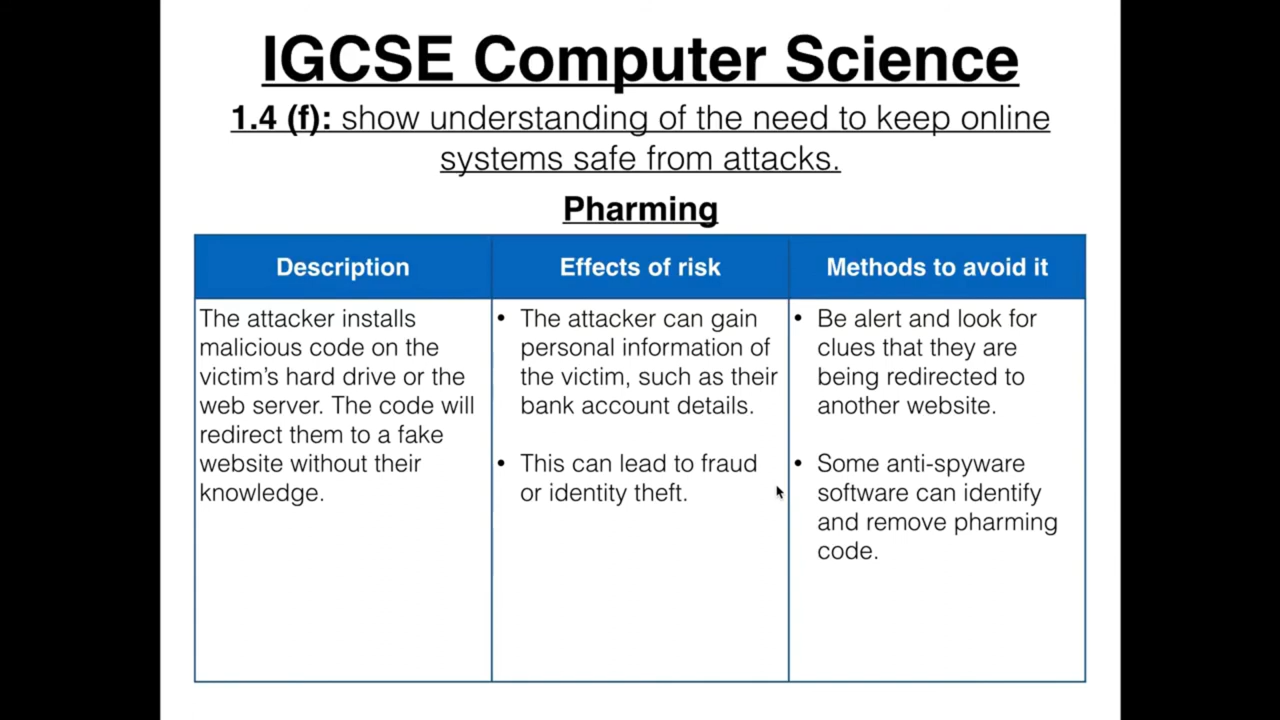 IGCSE Computer Science
1.4 (f): show understanding of the need to keep online
systems safe from attacks.
Pharming
Description
Effects of risk
Methods to avoid it
The attacker installs
malicious code on the
victim’s hard drive or the
web server. The code will
redirect them to a fake
website without their
knowledge.
• The attacker can gain
personal information of
the victim, such as their
bank account details.
• This can lead to fraud
or identity theft.
• Be alert and look for
clues that they are
being redirected to
another website.
• Some anti-spyware
software can identify
and remove pharming
code.